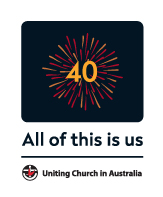 40
All of this is us
Uniting Church in Australia